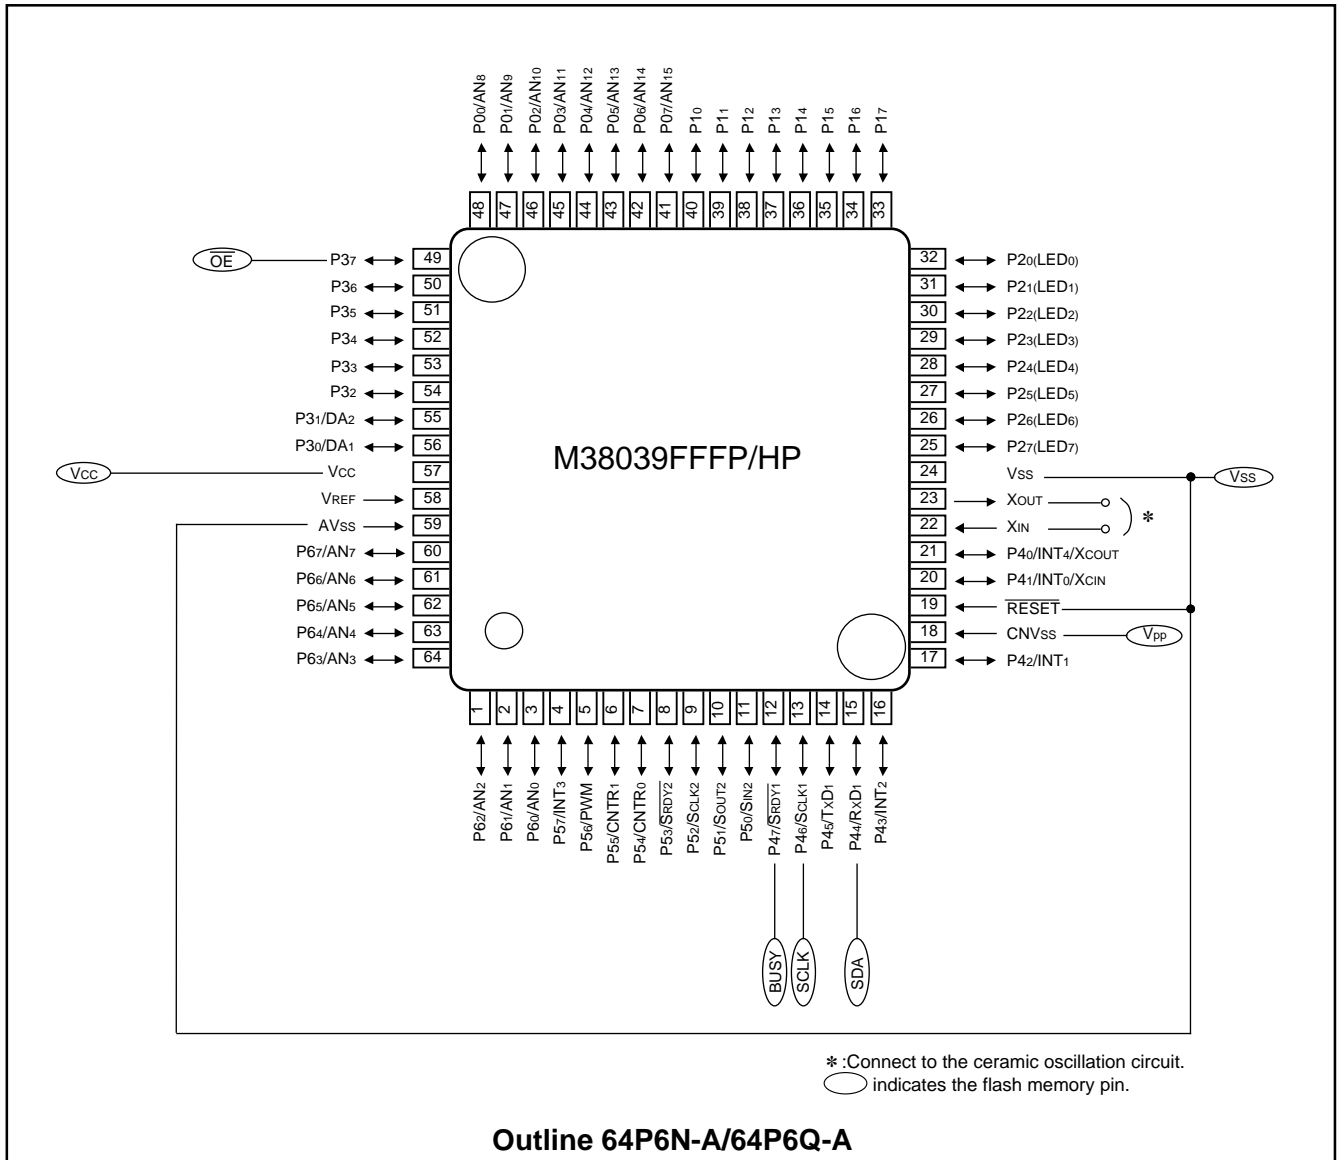 P00/AN8
P01/AN9
P02/AN10
P03/AN11
P04/AN12
P05/AN13
P06/AN14
P07/AN15
P10
P11
P12
P13
P14
P15
P16
P17
48
47
46
45
44
43
42
41
40
39
38
37
36
35
34
33
OE P37 49
P36 50
P35 51
P34 52
P33 53
P32 54
P31/DA2 55
P30/DA1 56
VCC VCC 57
VREF 58
AVSS 59
P67/AN7 60
P66/AN6 61
P65/AN5 62
P64/AN4 63
P63/AN3 64
M38039FFFP/HP
32 P20(LED0)
31 P21(LED1)
30 P22(LED2)
29 P23(LED3)
28 P24(LED4)
27 P25(LED5)
26 P26(LED6)
25 P27(LED7)
24 VSS VSS
23 XOUT
22 XIN
*
21 P40/INT4/XCOUT
20 P41/INT0/XCIN
19 RESET
18 CNVSS Vpp
17 P42/INT1
1
2
3
4
5
6
7
8
9
10
11
12
13
14
15
16
P62/AN2
P61/AN1
P60/AN0
P57/INT3
P56/PWM
P55/CNTR1
P54/CNTR0
P53/SRDY2
P52/SCLK2
P51/SOUT2
P50/SIN2
P47/SRDY1
P46/SCLK1
P45/TXD1
P44/RXD1
P43/INT2
BUSY
SCLK
SDA
* :Connect to the ceramic oscillation circuit.
indicates the flash memory pin.
Outline 64P6N-A/64P6Q-A